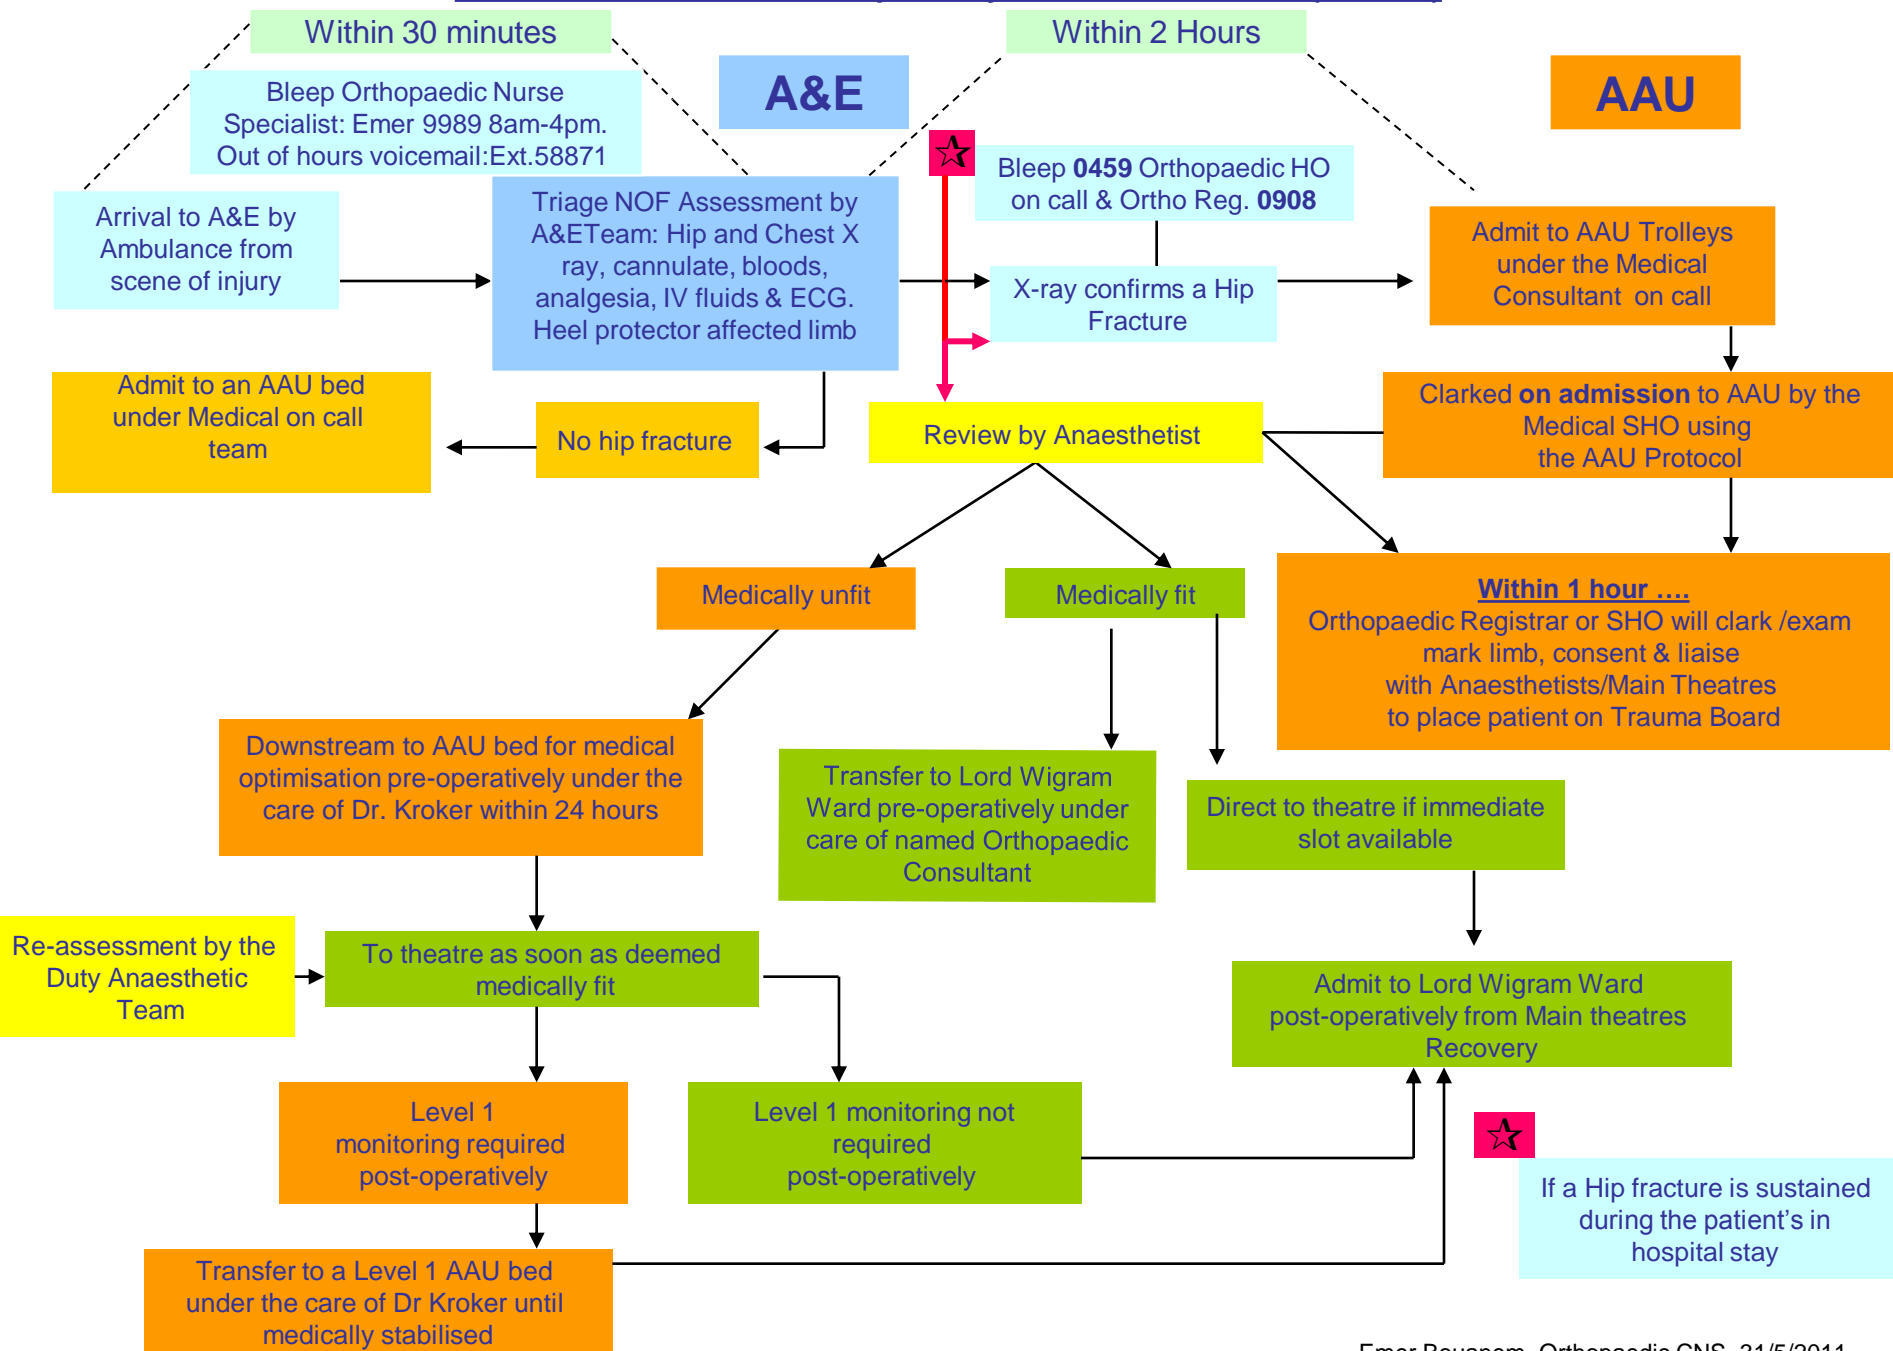 Within 30 minutes
Within 2 Hours
Bleep Orthopaedic Nurse
Specialist: Emer 9989 8am-4pm.
Out of hours voicemail:Ext.58871
A&E
AAU
Bleep 0459 Orthopaedic HO
on call & Ortho Reg. 0908
Arrival to A&E by
Ambulance from
scene of injury
Triage NOF Assessment by
A&ETeam: Hip and Chest X
ray, cannulate, bloods,
analgesia, IV fluids & ECG.
Heel protector affected limb
X-ray confirms a Hip
Fracture
Admit to AAU Trolleys
under the Medical
Consultant on call
Admit to an AAU bed
under Medical on call
team
No hip fracture
Review by Anaesthetist
Clarked on admission to AAU by the
Medical SHO using
the AAU Protocol
Medically unfit
Medically fit
Within 1 hour ….
Orthopaedic Registrar or SHO will clark /exam
mark limb, consent & liaise
with Anaesthetists/Main Theatres
to place patient on Trauma Board
Downstream to AAU bed for medical
optimisation pre-operatively under the
care of Dr. Kroker within 24 hours
Transfer to Lord Wigram
Ward pre-operatively under
care of named Orthopaedic
Consultant
Direct to theatre if immediate
slot available
Re-assessment by the
Duty Anaesthetic
Team
To theatre as soon as deemed
medically fit
Admit to Lord Wigram Ward
post-operatively from Main theatres
Recovery
Level 1
monitoring required
post-operatively
Level 1 monitoring not
required
post-operatively
If a Hip fracture is sustained
during the patient's in
hospital stay
Transfer to a Level 1 AAU bed
under the care of Dr Kroker until
medically stabilised
Emer Orthopaedic CNS 31/5/2011